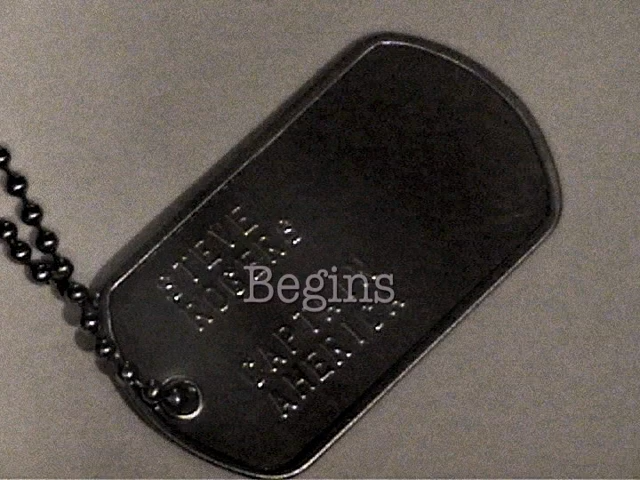 STEVE
ROGERS
Begins
CAPTAIN
AMERICA